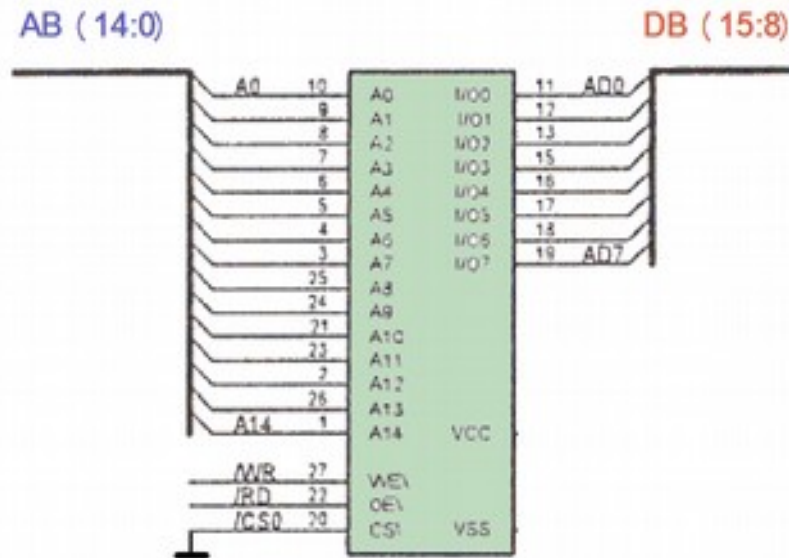 AB ( 14:0)
DB ( 15:8)
A0 10 A0 I/O0 11 AD0
9 A1 I/O1 12
8 A2 I/O2 13
7 A3 I/O3 15
6 A4 I/O4 16
5 A5 I/O5 17
4 A6 I/O6 18
3 A7 I/O7 19 AD7
25 A8
24 A9
21 A10
23 A11
2 A12
26 A13
A14 1 A14 VCC
/WR 27 WE\
/RD 22 OE\
/CS0 20 CS\ VSS